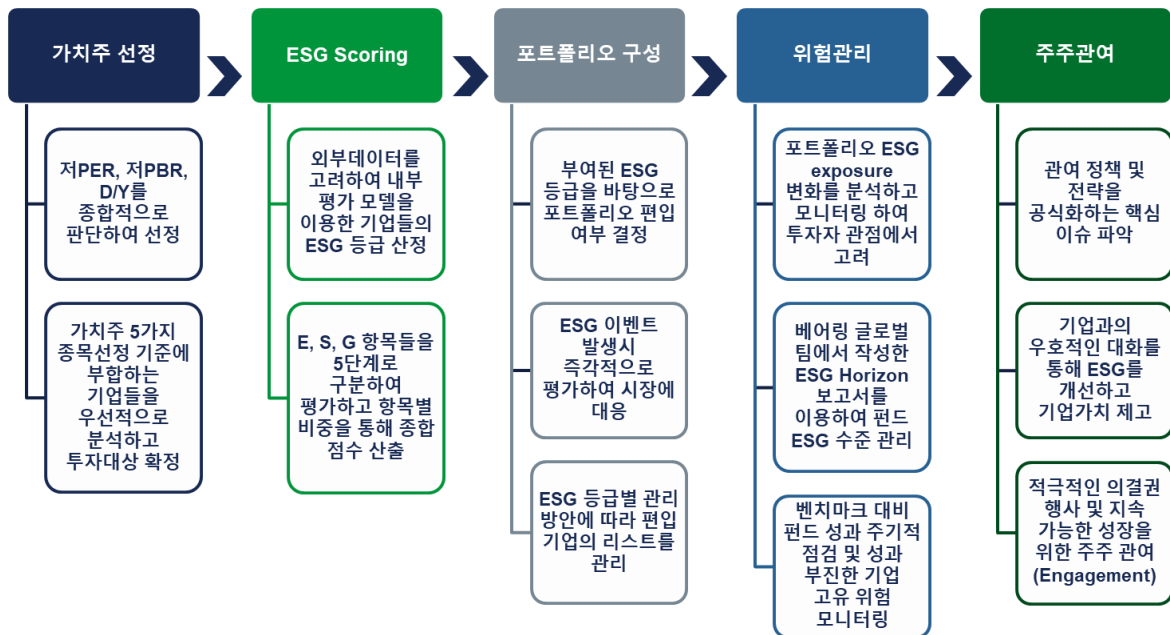 가치주 선정
저PER, 저PBR,
D/Y를
종합적으로
판단하여 선정
가치주 5가지
종목선정 기준에
부합하는
기업들을
우선적으로
분석하고
투자대상 확정
ESG Scoring
외부데이터를
고려하여 내부
평가 모델을
이용한 기업들의
ESG 등급 산정
E, S, G 항목들을
5단계로
구분하여
평가하고 항목별
비중을 통해 종합
점수 산출
포트폴리오 구성
부여된 ESG
등급을 바탕으로
포트폴리오 편입
여부 결정
ESG 이벤트
발생시
즉각적으로
평가하여 시장에
대응
ESG 등급별 관리
방안에 따라 편입
기업의 리스트를
관리
위험관리
포트폴리오 ESG
exposure
변화를 분석하고
모니터링 하여
투자자 관점에서
고려
베어링 글로벌
팀에서 작성한
ESG Horizon
보고서를
이용하여 펀드
ESG 수준 관리
벤치마크 대비
펀드 성과 주기적
점검 및 성과
부진한 기업
고유 위험
모니터링
주주관여
관여 정책 및
전략을
공식화하는 핵심
이슈 파악
기업과의
우호적인 대화를
통해 ESG를
개선하고
기업가치 제고
적극적인 의결권
행사 및 지속
가능한 성장을
위한 주주 관여
(Engagement)